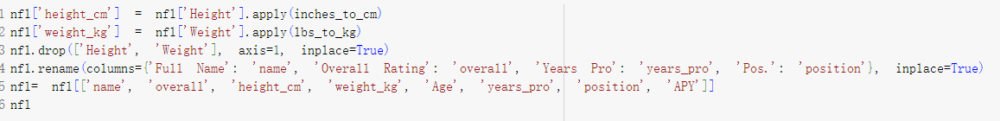 1 nfl['height_cm'] = nfl['Height'].apply(inches_to_cm)
2 nfl['weight_kg'] = nfl['Weight'].apply(lbs_to_kg)
3 nfl.drop(['Height', 'Weight'], axis=1, inplace=True)
4 nfl.rename(columns={'Full Name': 'name', 'Overall Rating': 'overall', 'Years Pro': 'years_pro', 'Pos.': 'position'}, inplace=True)
5 nfl= nfl[['name', 'overall', 'height_cm', 'weight_kg', 'Age', 'years_pro', 'position', 'APY']]
6 nfl